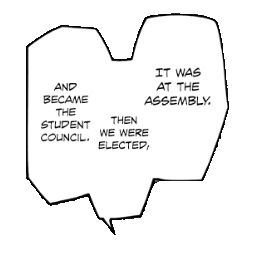 IT WAS
AT THE
ASSEMBLY.
THEN
WE WERE
ELECTED,
AND
BECAME
THE
STUDENT
COUNCIL.